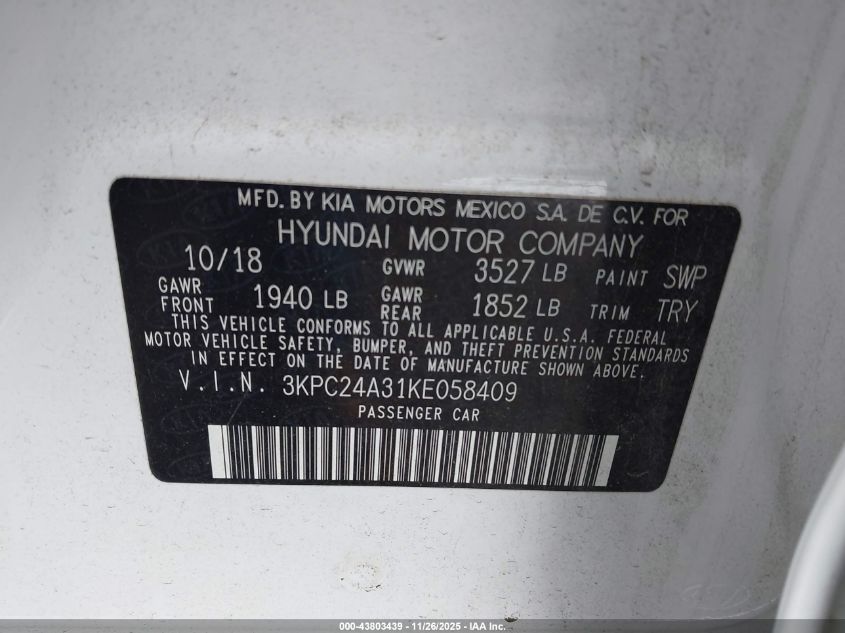 MFD. BY KIA MOTORS MEXICO S.A. DE C.V. FOR
HYUNDAI MOTOR COMPANY
10/18 GVWR 3527 LB PAINT SWP
GAWR FRONT 1940 LB GAWR REAR 1852 LB TRIM TRY
THIS VEHICLE CONFORMS TO ALL APPLICABLE U.S.A. FEDERAL
MOTOR VEHICLE SAFETY, BUMPER, AND THEFT PREVENTION STANDARDS
IN EFFECT ON THE DATE OF MANUFACTURE SHOWN ABOVE.
V.I.N. 3KPC24A31KE058409
PASSENGER CAR
000-43803439 - 11/26/2025 - IAA Inc.